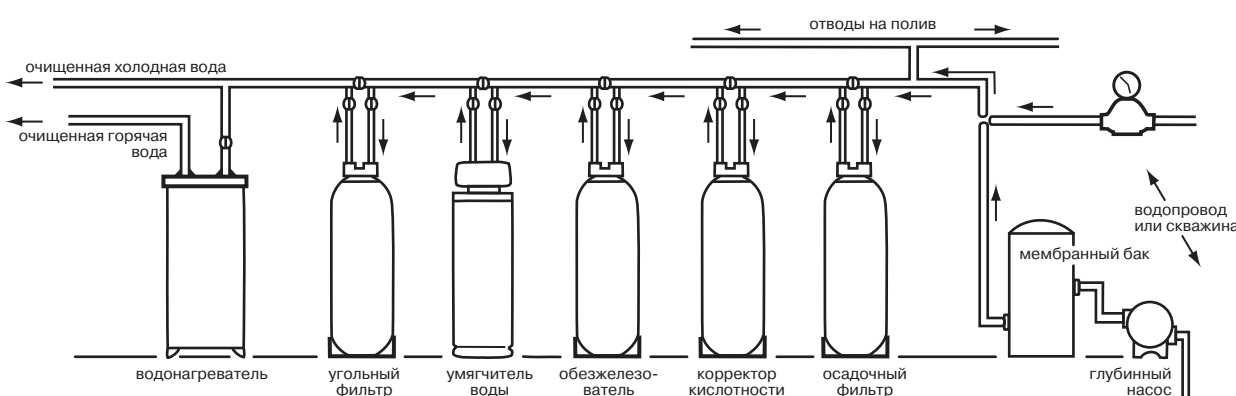 отводы на полив
очищенная холодная вода
очищенная горячая
вода
водопровод
или скважина
мембранный бак
водонагреватель
угольный
фильтр
умягчитель
воды
обезжелезо-
ватель
корректор
кислотности
осадочный
фильтр
глубинный
насос